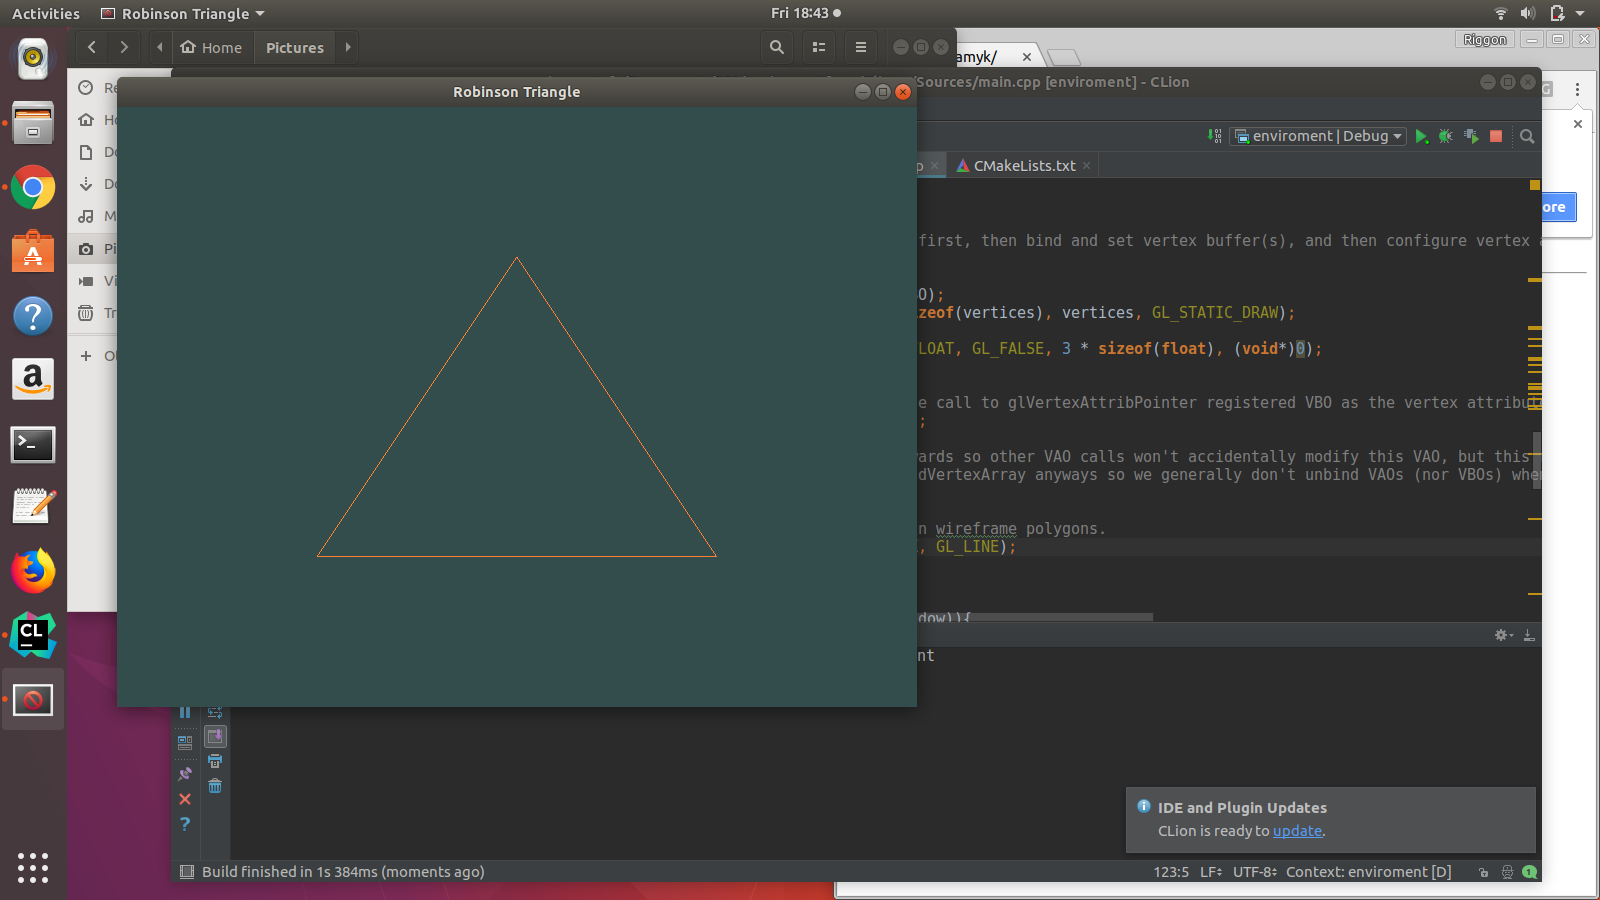 Activities
Robinson Triangle
Fri 18:43
Home
Pictures
amyk/
Riggon
Sources/main.cpp [enviroment] - CLion
Robinson Triangle
enviroment | Debug
p
CMakeLists.txt
ore
first, then bind and set vertex buffer(s), and then configure vertex
O);
zeof(vertices), vertices, GL_STATIC_DRAW);
LOAT, GL_FALSE, 3 * sizeof(float), (void*)0);
e call to glVertexAttribPointer registered VBO as the vertex attribut
;
wards so other VAO calls won't accidentally modify this VAO, but this
dVertexArray anyways so we generally don't unbind VAOs (nor VBOs) whe
n wireframe polygons.
, GL_LINE);
dow)){
nt
Re
Ho
Do
Do
M
Pi
Vi
Tr
O
a
>_
CL
?
IDE and Plugin Updates
CLion is ready to update.
Build finished in 1s 384ms (moments ago)
123:5 LF÷ UTF-8÷ Context: enviroment [D]
1